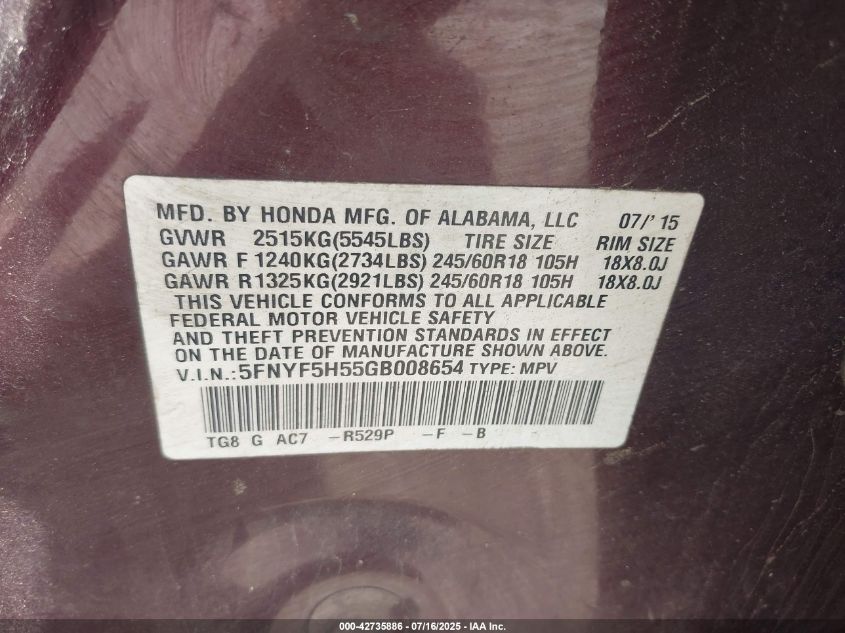 MFD. BY HONDA MFG. OF ALABAMA, LLC 07/'15
GVWR 2515KG(5545LBS) TIRE SIZE RIM SIZE
GAWR F 1240KG(2734LBS) 245/60R18 105H 18X8.0J
GAWR R 1325KG(2921LBS) 245/60R18 105H 18X8.0J
THIS VEHICLE CONFORMS TO ALL APPLICABLE
FEDERAL MOTOR VEHICLE SAFETY
AND THEFT PREVENTION STANDARDS IN EFFECT
ON THE DATE OF MANUFACTURE SHOWN ABOVE.
V.I.N.:5FNYF5H55GB008654 TYPE: MPV
TG8 G AC7 -R529P -F -B -
000-42735886 - 07/16/2025 - IAA Inc.